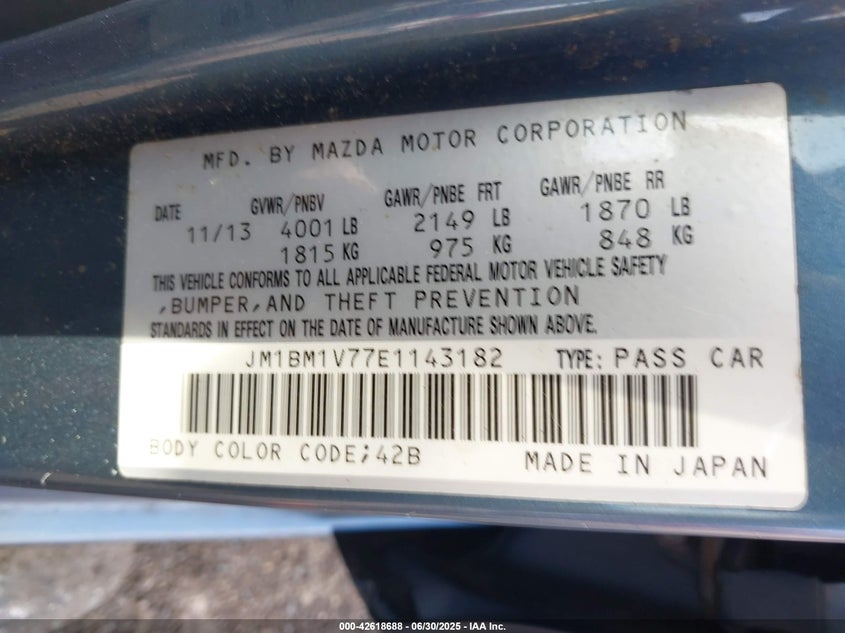 MFD. BY MAZDA MOTOR CORPORATION
DATE GVWR/PNBV GAWR/PNBE FRT GAWR/PNBE RR
11/13 4001 LB 2149 LB 1870 LB
1815 KG 975 KG 848 KG
THIS VEHICLE CONFORMS TO ALL APPLICABLE FEDERAL MOTOR VEHICLE SAFETY
,BUMPER,AND THEFT PREVENTION
STANDARDS IN EFFECT ON THE DATE OF MANUFACTURE SHOWN ABOVE.
JM1BM1V77E1143182 TYPE: PASS CAR
BODY COLOR CODE;42B MADE IN JAPAN
000-42618688 - 06/30/2025 - IAA Inc.